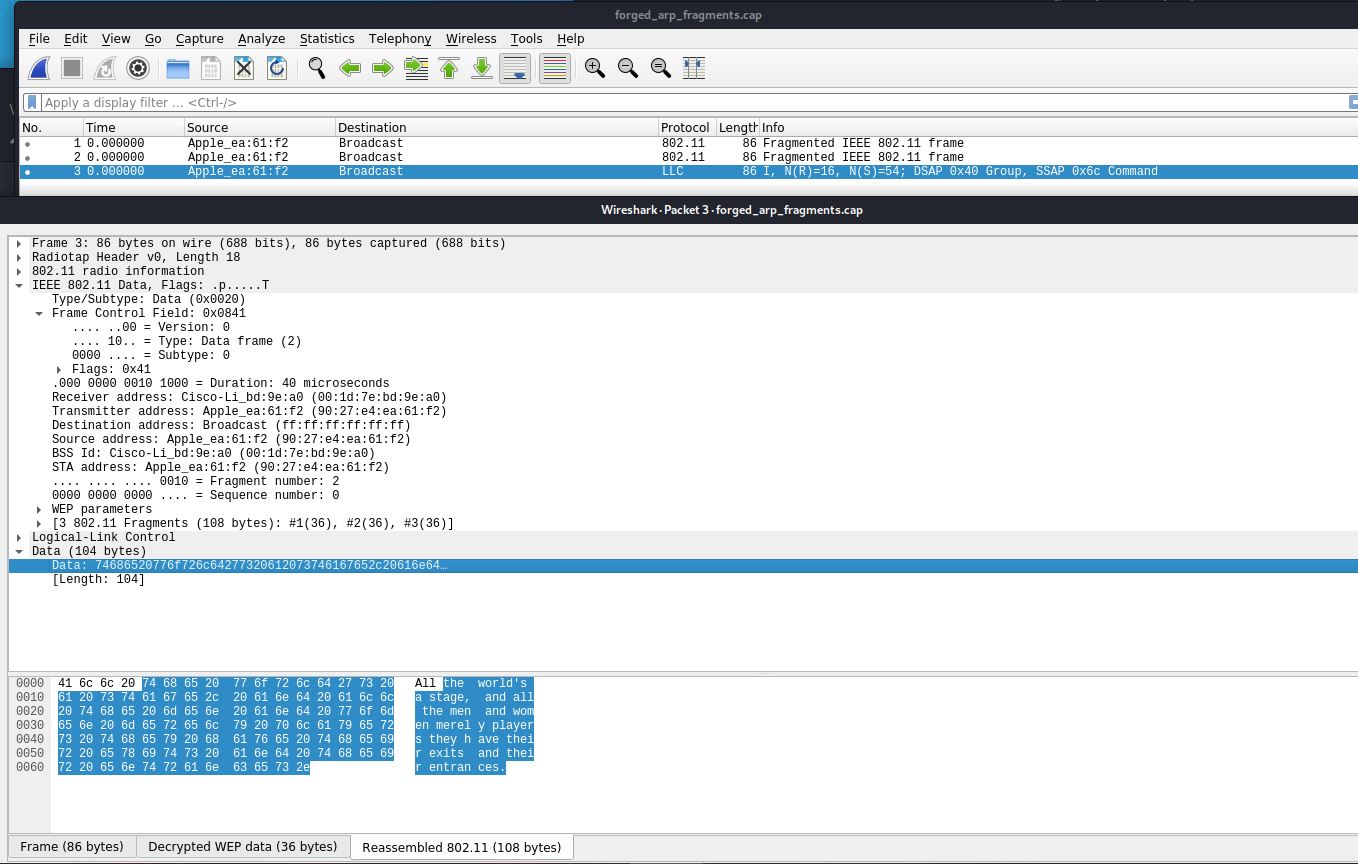 forged_arp_fragments.cap
File Edit View Go Capture Analyze Statistics Telephony Wireless Tools Help
Apply a display filter ... <Ctrl-/>
No. Time Source Destination Protocol Length Info
1 0.000000 Apple_ea:61:f2 Broadcast 802.11 86 Fragmented IEEE 802.11 frame
2 0.000000 Apple_ea:61:f2 Broadcast 802.11 86 Fragmented IEEE 802.11 frame
3 0.000000 Apple_ea:61:f2 Broadcast LLC 86 I, N(R)=16, N(S)=54; DSAP 0x40 Group, SSAP 0x6c Command
Wireshark · Packet 3 · forged_arp_fragments.cap
Frame 3: 86 bytes on wire (688 bits), 86 bytes captured (688 bits)
Radiotap Header v0, Length 18
802.11 radio information
IEEE 802.11 Data, Flags: .p.....T
Type/Subtype: Data (0x0020)
Frame Control Field: 0x0841
.... ..00 = Version: 0
.... 10.. = Type: Data frame (2)
0000 .... = Subtype: 0
Flags: 0x41
.000 0000 0010 1000 = Duration: 40 microseconds
Receiver address: Cisco-Li_bd:9e:a0 (00:1d:7e:bd:9e:a0)
Transmitter address: Apple_ea:61:f2 (90:27:e4:ea:61:f2)
Destination address: Broadcast (ff:ff:ff:ff:ff:ff)
Source address: Apple_ea:61:f2 (90:27:e4:ea:61:f2)
BSS Id: Cisco-Li_bd:9e:a0 (00:1d:7e:bd:9e:a0)
STA address: Apple_ea:61:f2 (90:27:e4:ea:61:f2)
.... .... .... 0010 = Fragment number: 2
0000 0000 0000 .... = Sequence number: 0
WEP parameters
[3 802.11 Fragments (108 bytes): #1(36), #2(36), #3(36)]
Logical-Link Control
Data (104 bytes)
Data: 74686520776f726c64277320612073746167652c20616e64…
[Length: 104]
0000 41 6c 6c 20 74 68 65 20 77 6f 72 6c 64 27 73 20 All the world's
0010 61 20 73 74 61 67 65 2c 20 61 6e 64 20 61 6c 6c a stage, and all
0020 20 74 68 65 20 6d 65 6e 20 61 6e 64 20 77 6f 6d the men and wom
0030 65 6e 20 6d 65 72 65 6c 79 20 70 6c 61 79 65 72 en merel y player
0040 73 20 74 68 65 79 20 68 61 76 65 20 74 68 65 69 s they h ave thei
0050 72 20 65 78 69 74 73 20 61 6e 64 20 74 68 65 69 r exits and thei
0060 72 20 65 6e 74 72 61 6e 63 65 73 2e r entran ces.
Frame (86 bytes) Decrypted WEP data (36 bytes) Reassembled 802.11 (108 bytes)